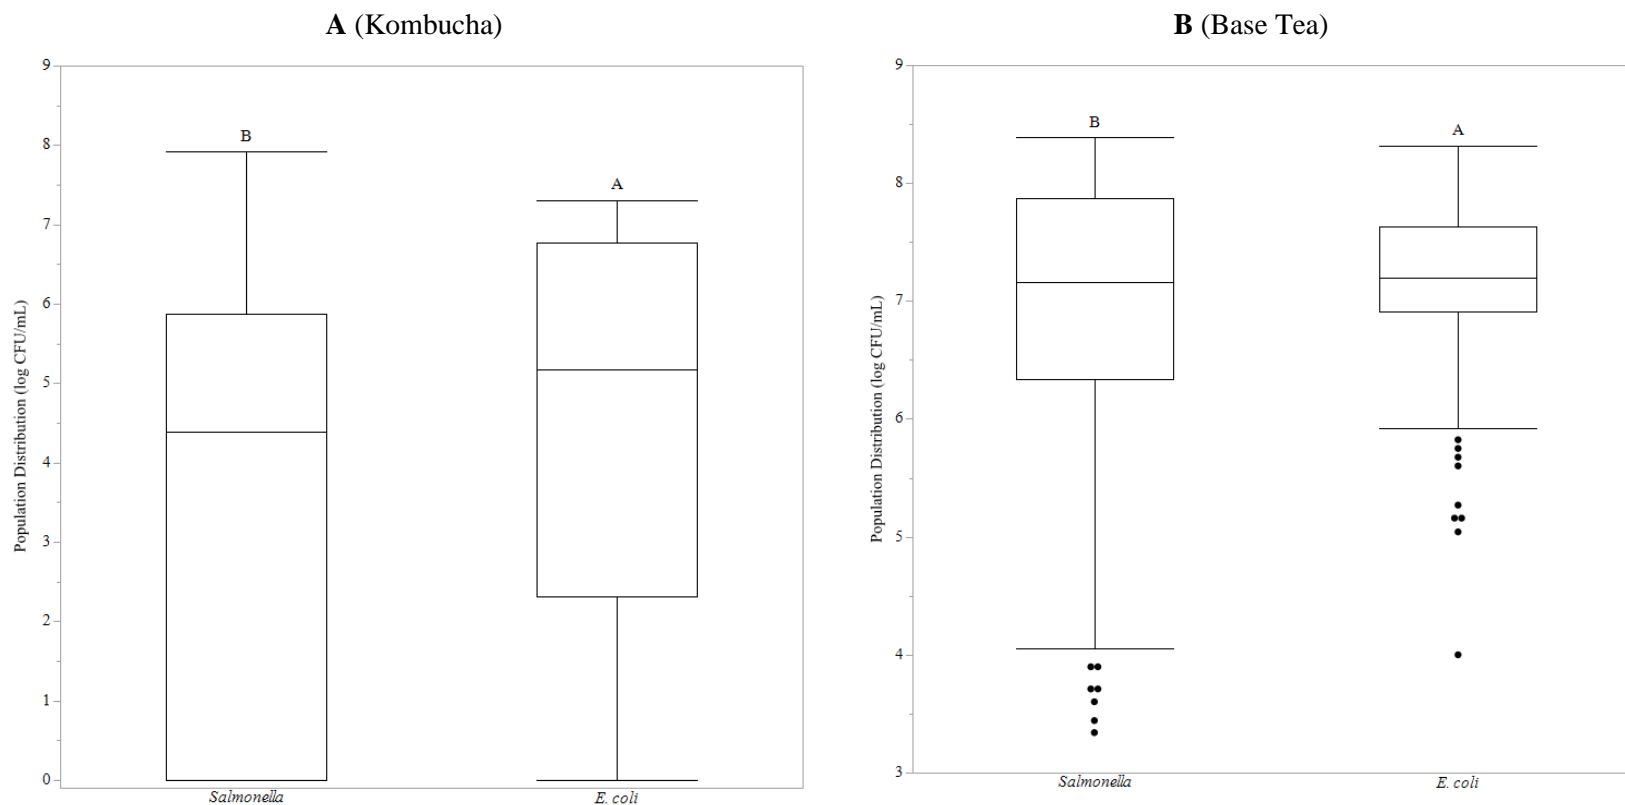 A (Kombucha)
Population Distribution (log CFU/mL)
9
8
7
6
5
4
3
2
1
0
B
A
Salmonella
E. coli
B (Base Tea)
Population Distribution (log CFU/mL)
9
8
7
6
5
4
3
B
A
Salmonella
E. coli